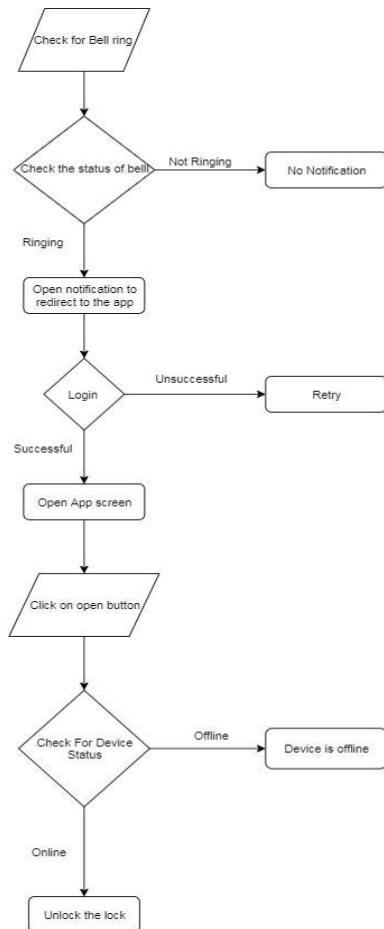 Check for Bell ring
Check the status of bell
Not Ringing
No Notification
Ringing
Open notification to
redirect to the app
Login
Unsuccessful
Retry
Successful
Open App screen
Click on open button
Check For Device
Status
Offline
Device is offline
Online
Unlock the lock